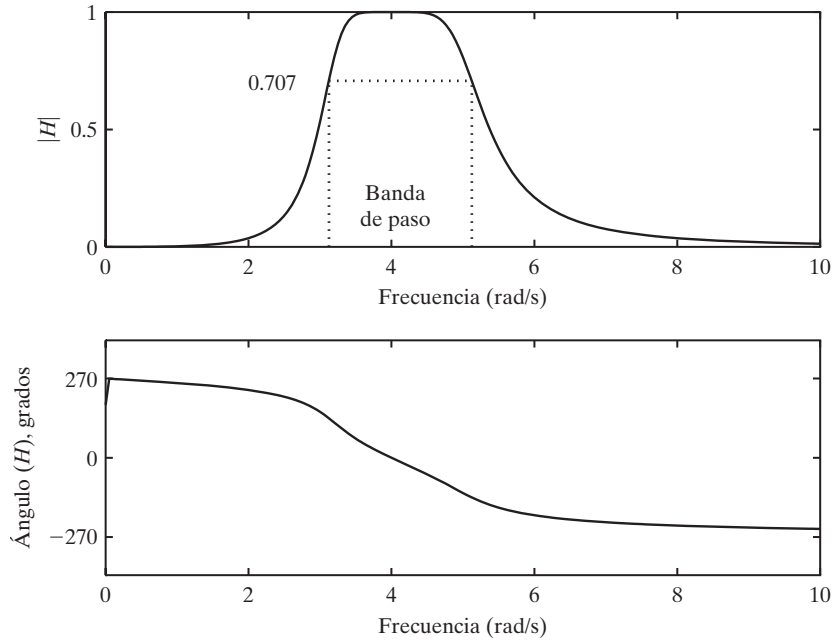 1
0.707
0.5
|H|
Banda
de paso
0
0 2 4 6 8 10
Frecuencia (rad/s)
270
0
−270
Ángulo (H), grados
0 2 4 6 8 10
Frecuencia (rad/s)